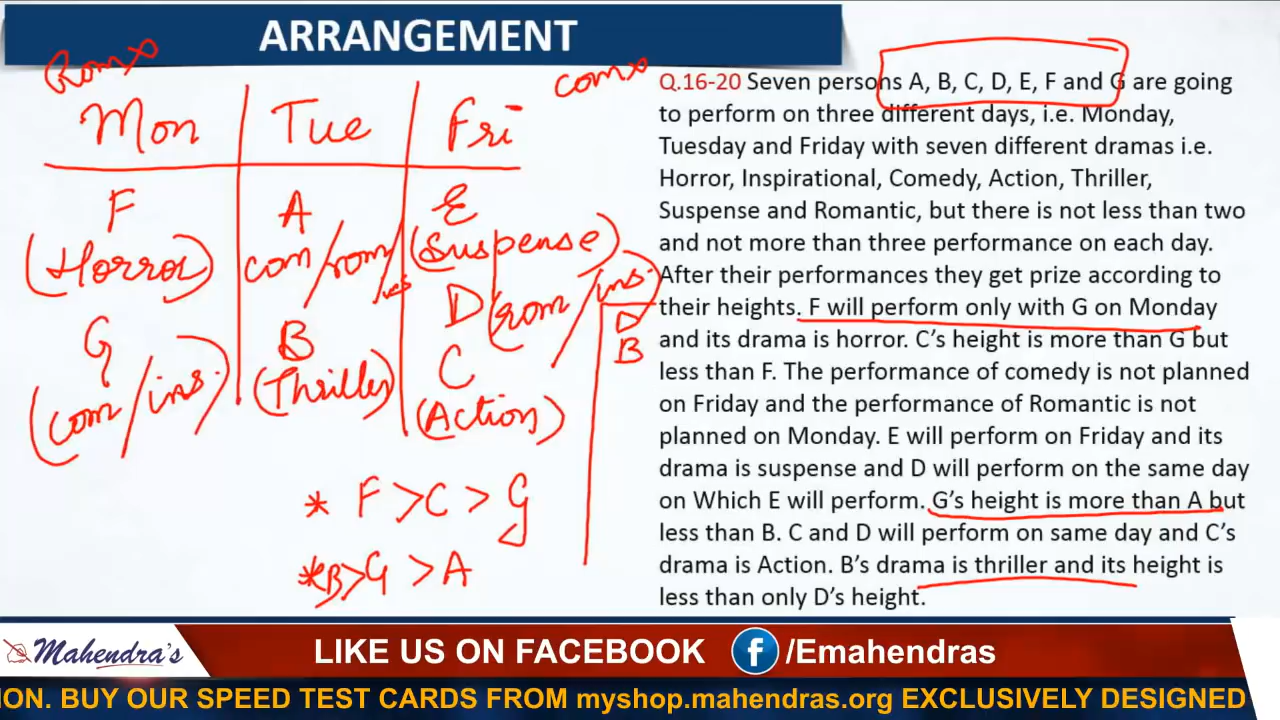 ARRANGEMENT
Rom x
com x
Mon Tue Fri
F A E
(Horror) com/rom/ins (Suspense)
D (rom/ins.)
G B C
(com/ins.) (Thriller) (Action)
D
B
* F > C > G
* B > G > A
Q.16-20 Seven persons A, B, C, D, E, F and G are going
to perform on three different days, i.e. Monday,
Tuesday and Friday with seven different dramas i.e.
Horror, Inspirational, Comedy, Action, Thriller,
Suspense and Romantic, but there is not less than two
and not more than three performance on each day.
After their performances they get prize according to
their heights. F will perform only with G on Monday
and its drama is horror. C's height is more than G but
less than F. The performance of comedy is not planned
on Friday and the performance of Romantic is not
planned on Monday. E will perform on Friday and its
drama is suspense and D will perform on the same day
on Which E will perform. G's height is more than A but
less than B. C and D will perform on same day and C's
drama is Action. B's drama is thriller and its height is
less than only D's height.
Mahendra's
LIKE US ON FACEBOOK f /Emahendras
ION. BUY OUR SPEED TEST CARDS FROM myshop.mahendras.org EXCLUSIVELY DESIGNED